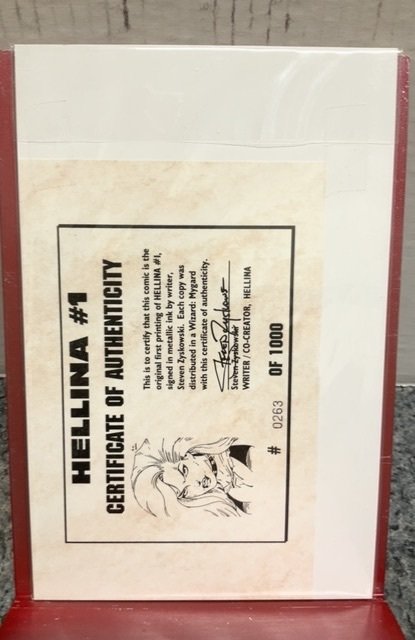 HELLINA #1
CERTIFICATE OF AUTHENTICITY
This is to certify that this comic is the
original first printing of HELLINA #1,
signed in metallic ink by writer,
Steven Zyskowski. Each copy was
distributed in a Wizard: Mygard
with this certificate of authenticity.
Steven Zyskowski
WRITER / CO-CREATOR, HELLINA
# 0263 OF 1000